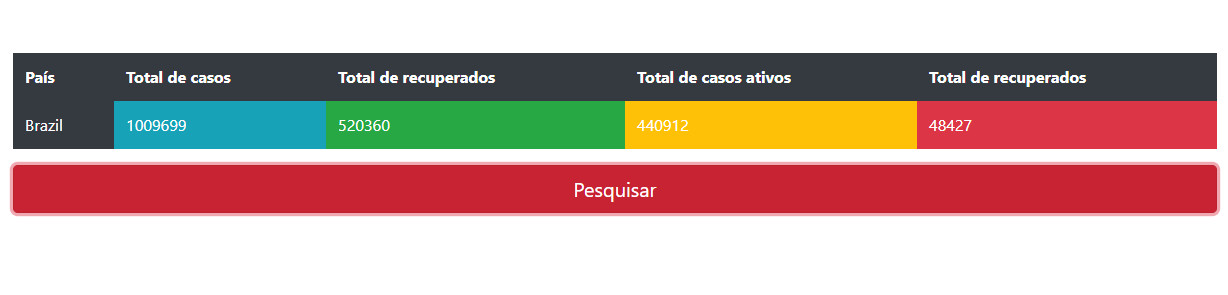 País Total de casos Total de recuperados Total de casos ativos Total de recuperados
Brazil 1009699 520360 440912 48427
Pesquisar